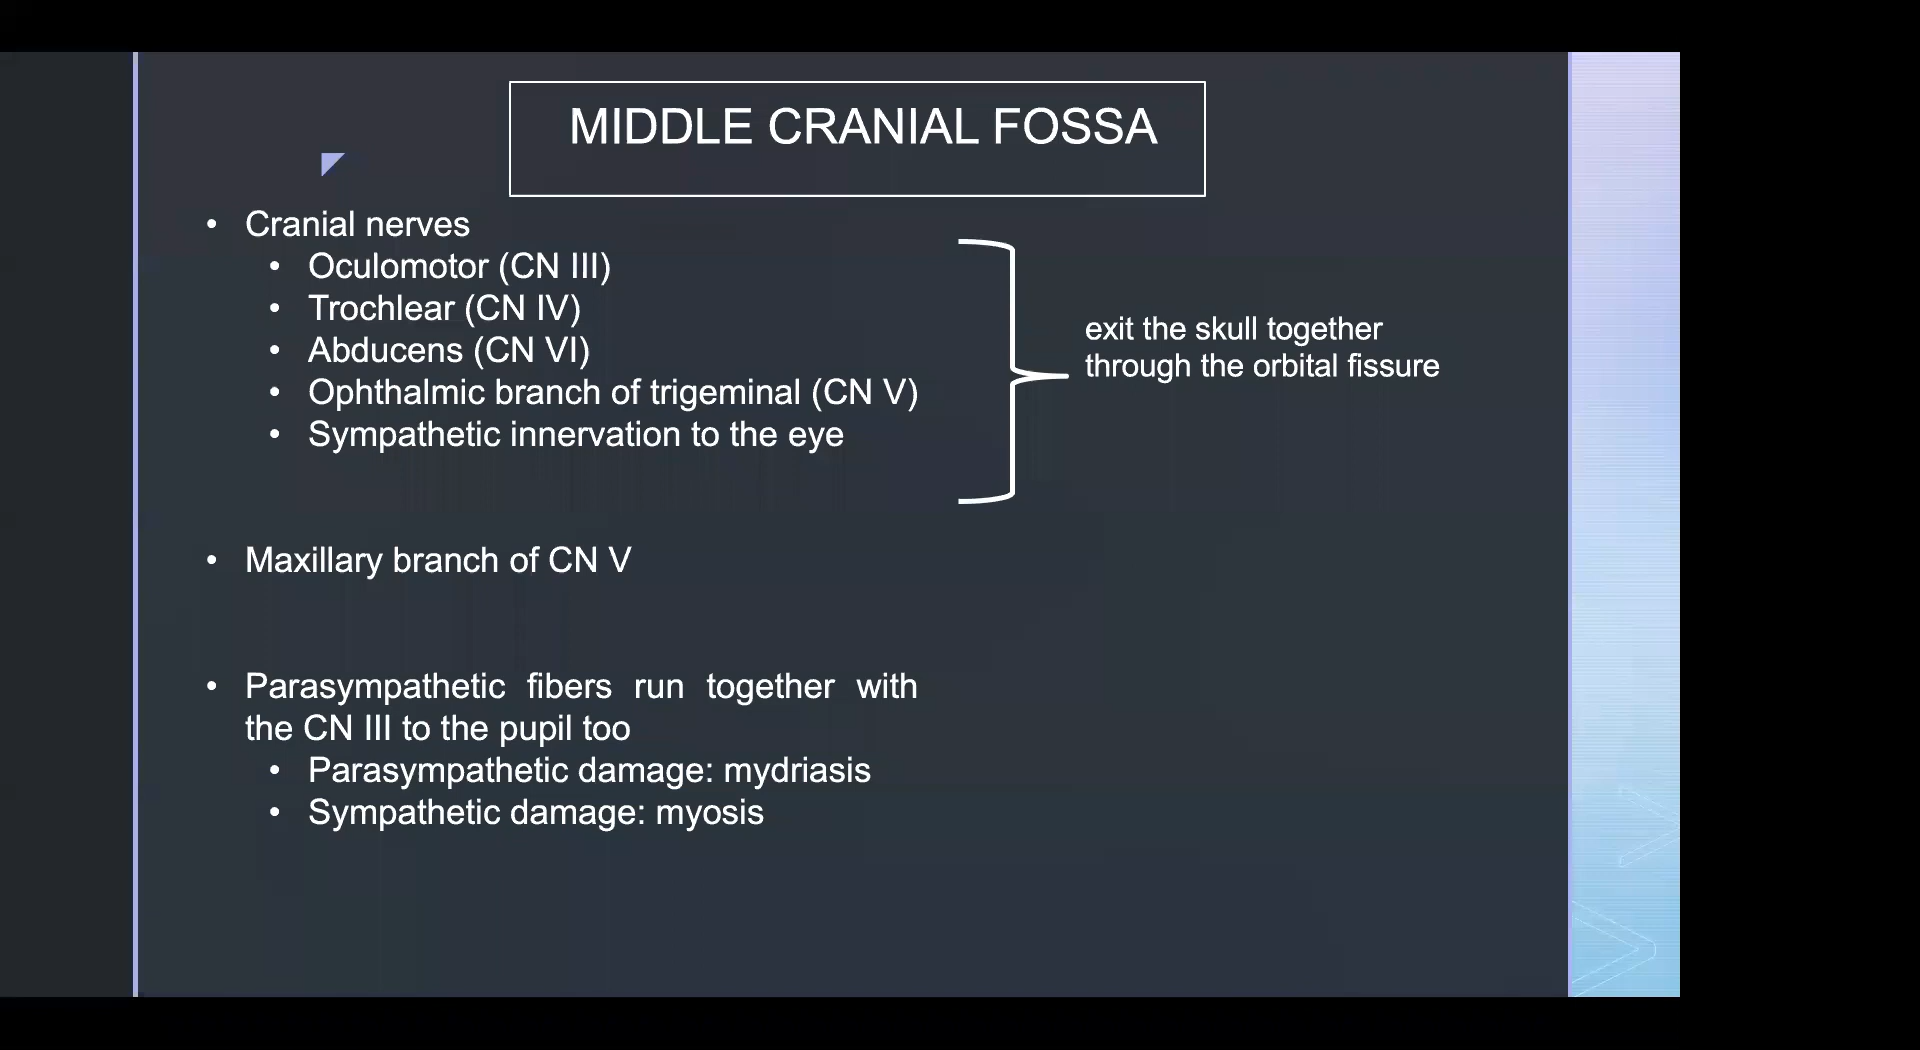 MIDDLE CRANIAL FOSSA
• Cranial nerves
• Oculomotor (CN III)
• Trochlear (CN IV)
• Abducens (CN VI)
• Ophthalmic branch of trigeminal (CN V)
• Sympathetic innervation to the eye
exit the skull together
through the orbital fissure
• Maxillary branch of CN V
• Parasympathetic fibers run together with
the CN III to the pupil too
• Parasympathetic damage: mydriasis
• Sympathetic damage: myosis